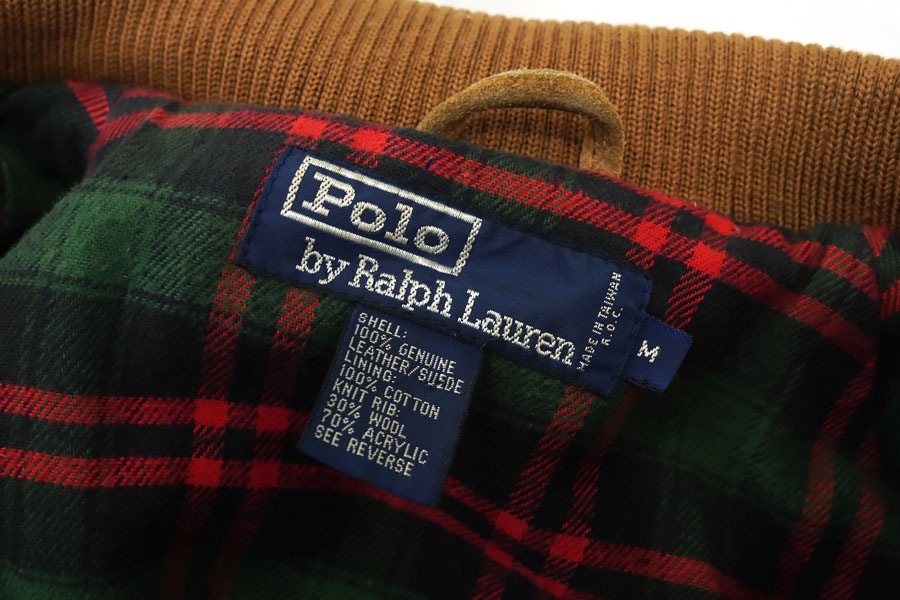 Polo
by Ralph Lauren
MADE IN TAIWAN
R.O.C.
M
SHELL:
100% GENUINE
LEATHER/SUEDE
LINING:
100% COTTON
KNIT RIB:
30% WOOL
70% ACRYLIC
SEE REVERSE